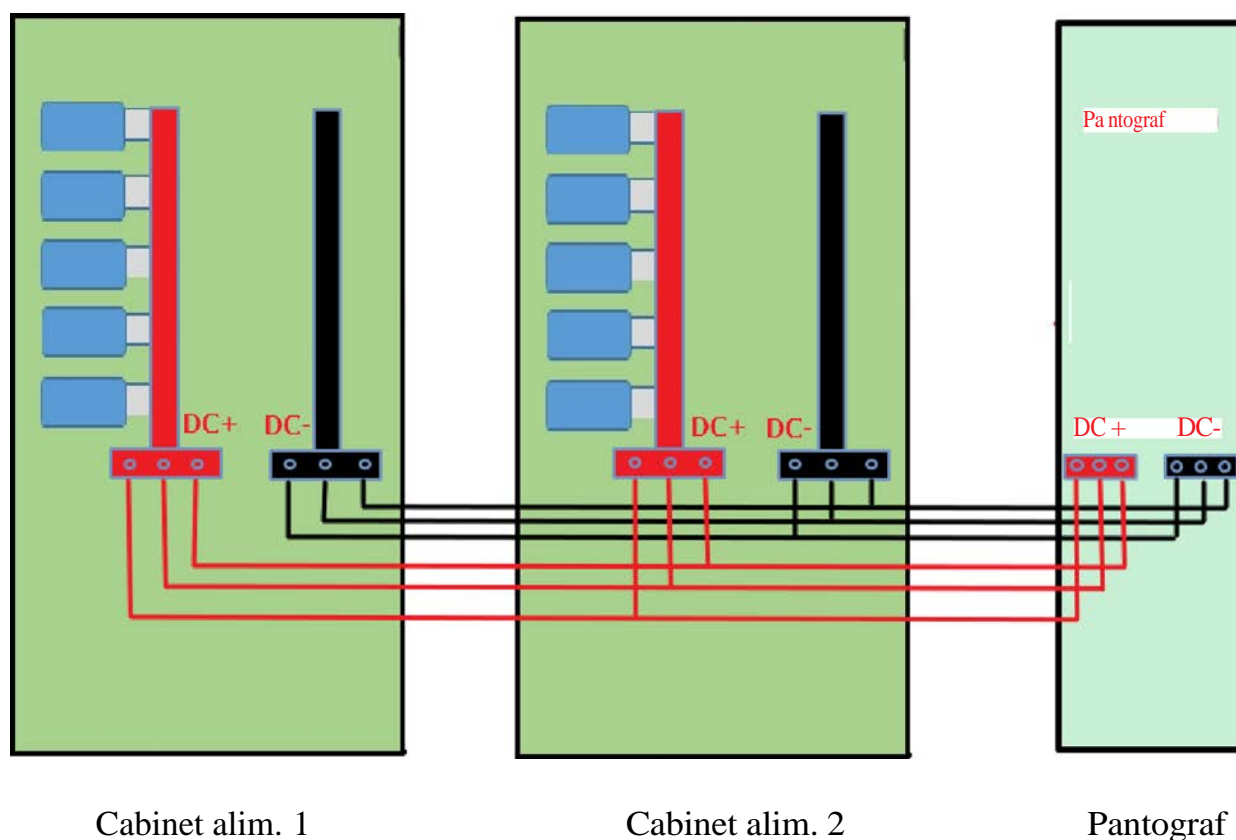 Pa ntograf
DC+ DC-
DC+ DC-
DC + DC-
Cabinet alim. 1
Cabinet alim. 2
Pantograf